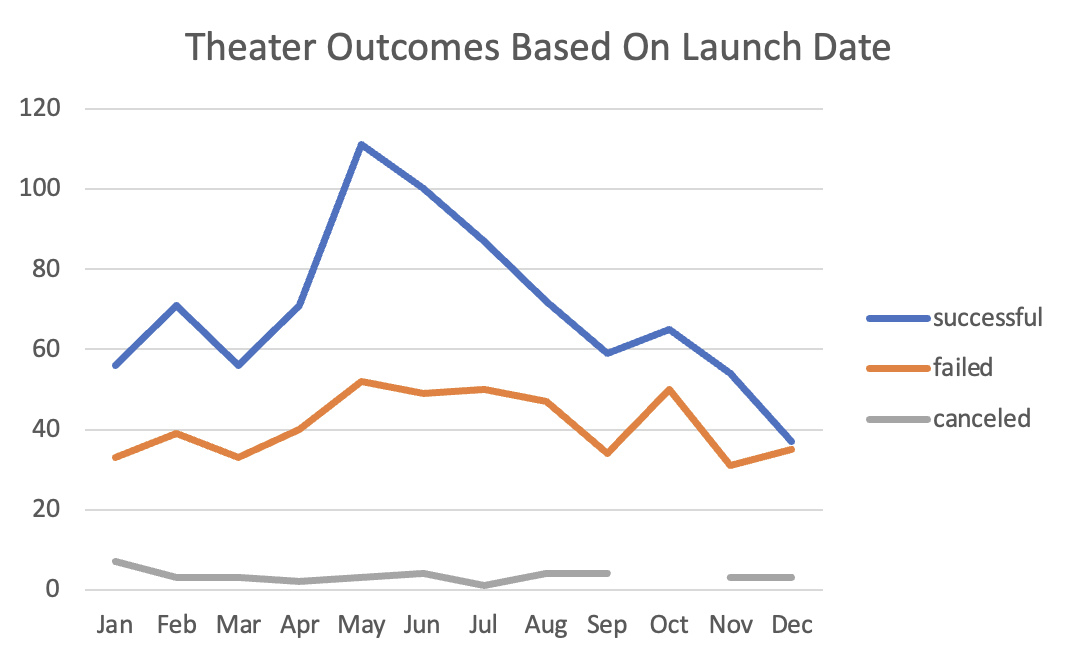 Theater Outcomes Based On Launch Date
120
100
80
60
40
20
0
Jan Feb Mar Apr May Jun Jul Aug Sep Oct Nov Dec
successful
failed
canceled